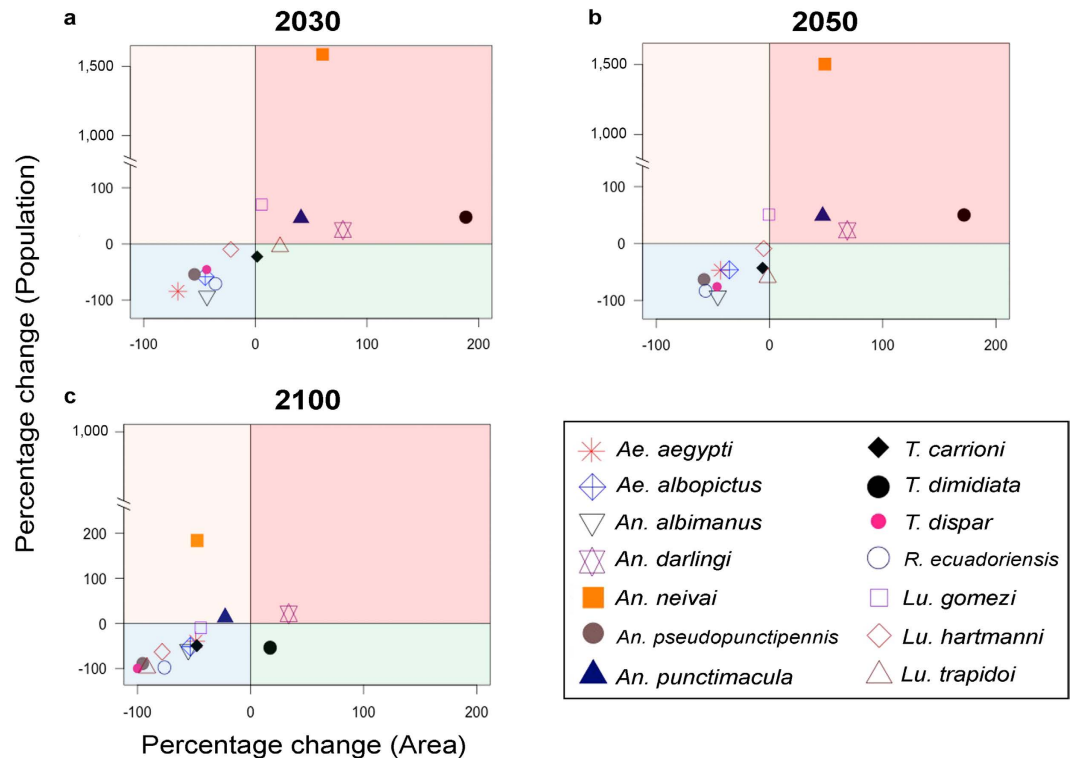 a
2030
1,500
1,000
100
0
-100
-100 0 100 200
b
2050
1,500
1,000
100
0
-100
-100 0 100 200
Percentage change (Population)
c
2100
1,000
200
100
0
-100
-100 0 100 200
Percentage change (Area)
Ae. aegypti
Ae. albopictus
An. albimanus
An. darlingi
An. neivai
An. pseudopunctipennis
An. punctimacula
T. carrioni
T. dimidiata
T. dispar
R. ecuadoriensis
Lu. gomezi
Lu. hartmanni
Lu. trapidoi